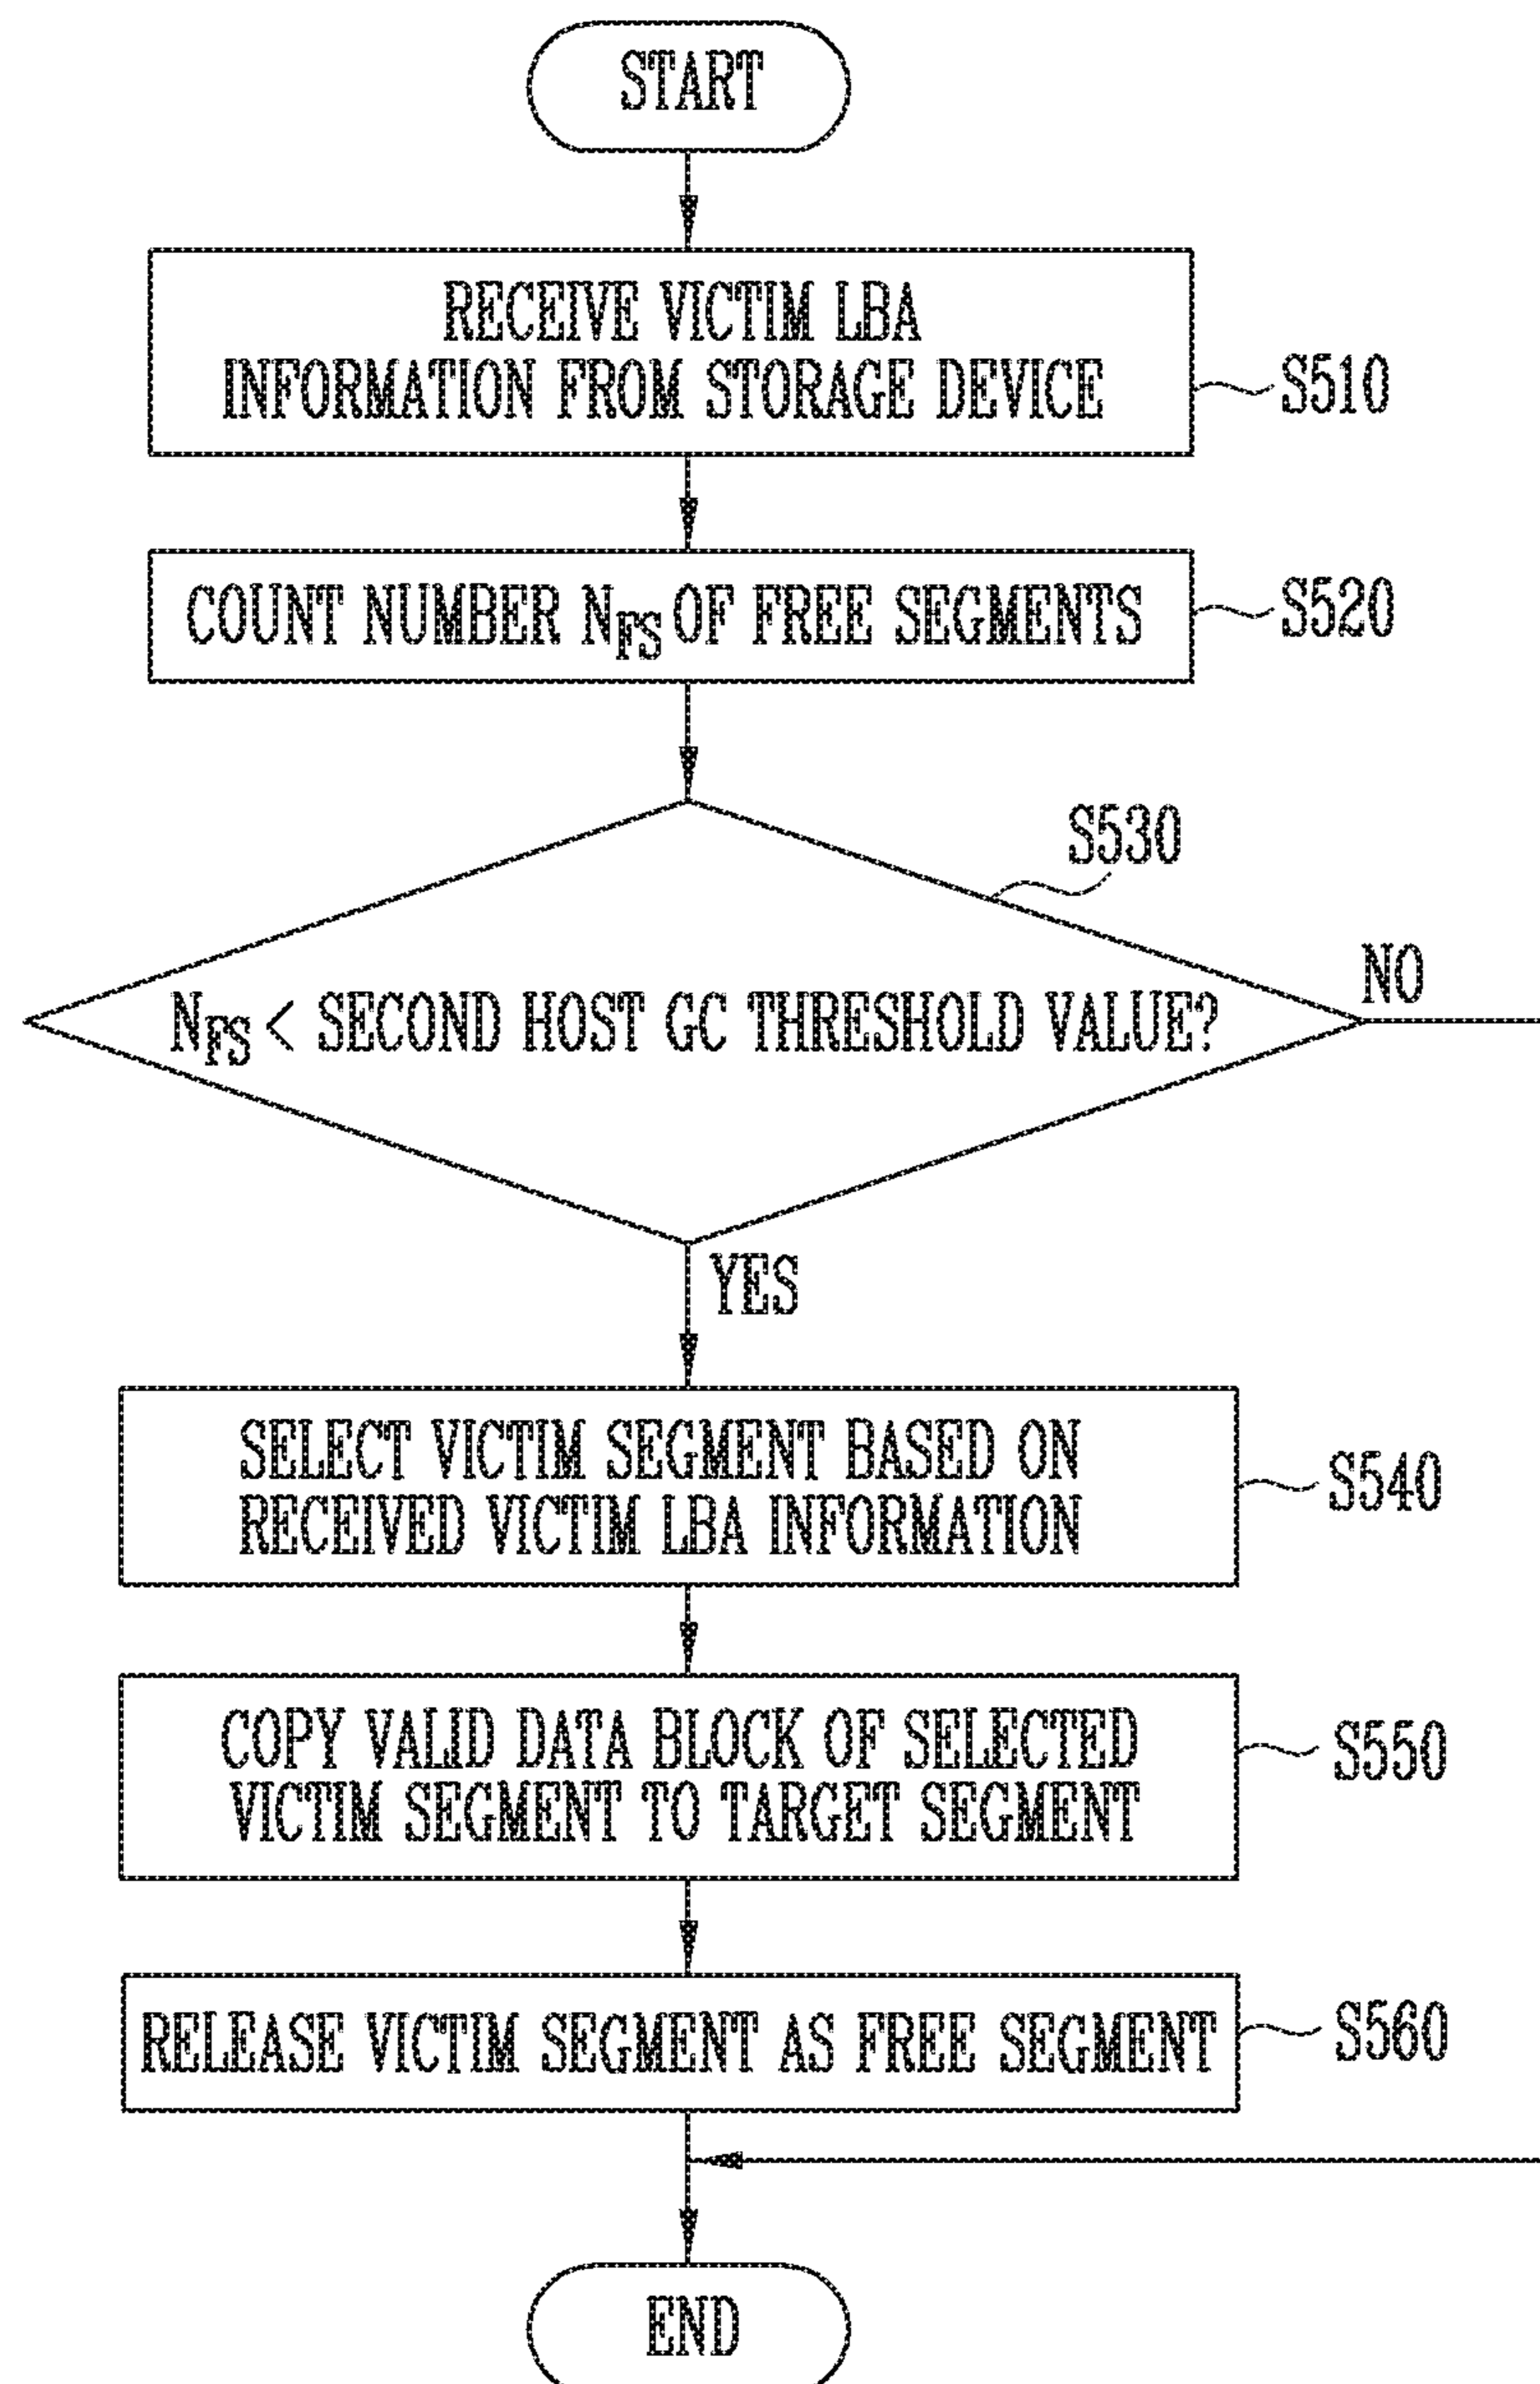 START
RECEIVE VICTIM LBA
INFORMATION FROM STORAGE DEVICE
S510
COUNT NUMBER NFS OF FREE SEGMENTS
S520
S530
NFS < SECOND HOST GC THRESHOLD VALUE?
NO
YES
SELECT VICTIM SEGMENT BASED ON
RECEIVED VICTIM LBA INFORMATION
S540
COPY VALID DATA BLOCK OF SELECTED
VICTIM SEGMENT TO TARGET SEGMENT
S550
RELEASE VICTIM SEGMENT AS FREE SEGMENT
S560
END